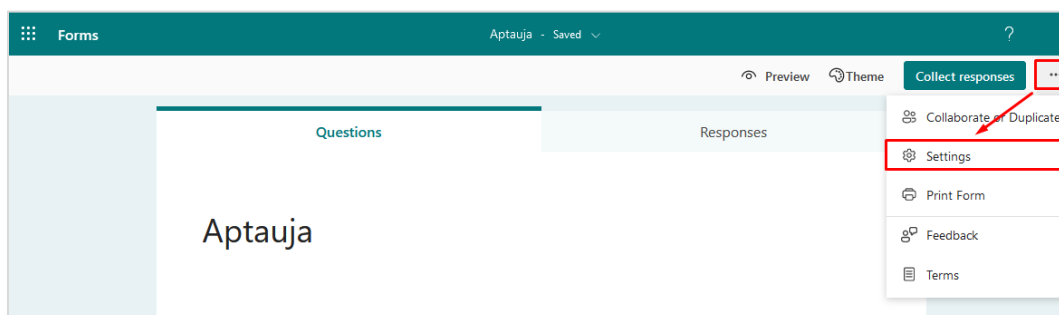 Forms
Aptauja - Saved
?
Preview
Theme
Collect responses
...
Questions
Responses
Collaborate or Duplicate
Settings
Print Form
Feedback
Terms
Aptauja